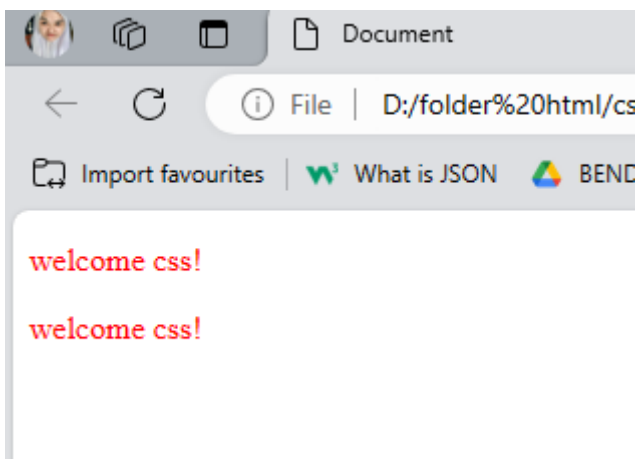 Document
File D:/folder%20html/cs
Import favourites What is JSON BEND
welcome css!
welcome css!